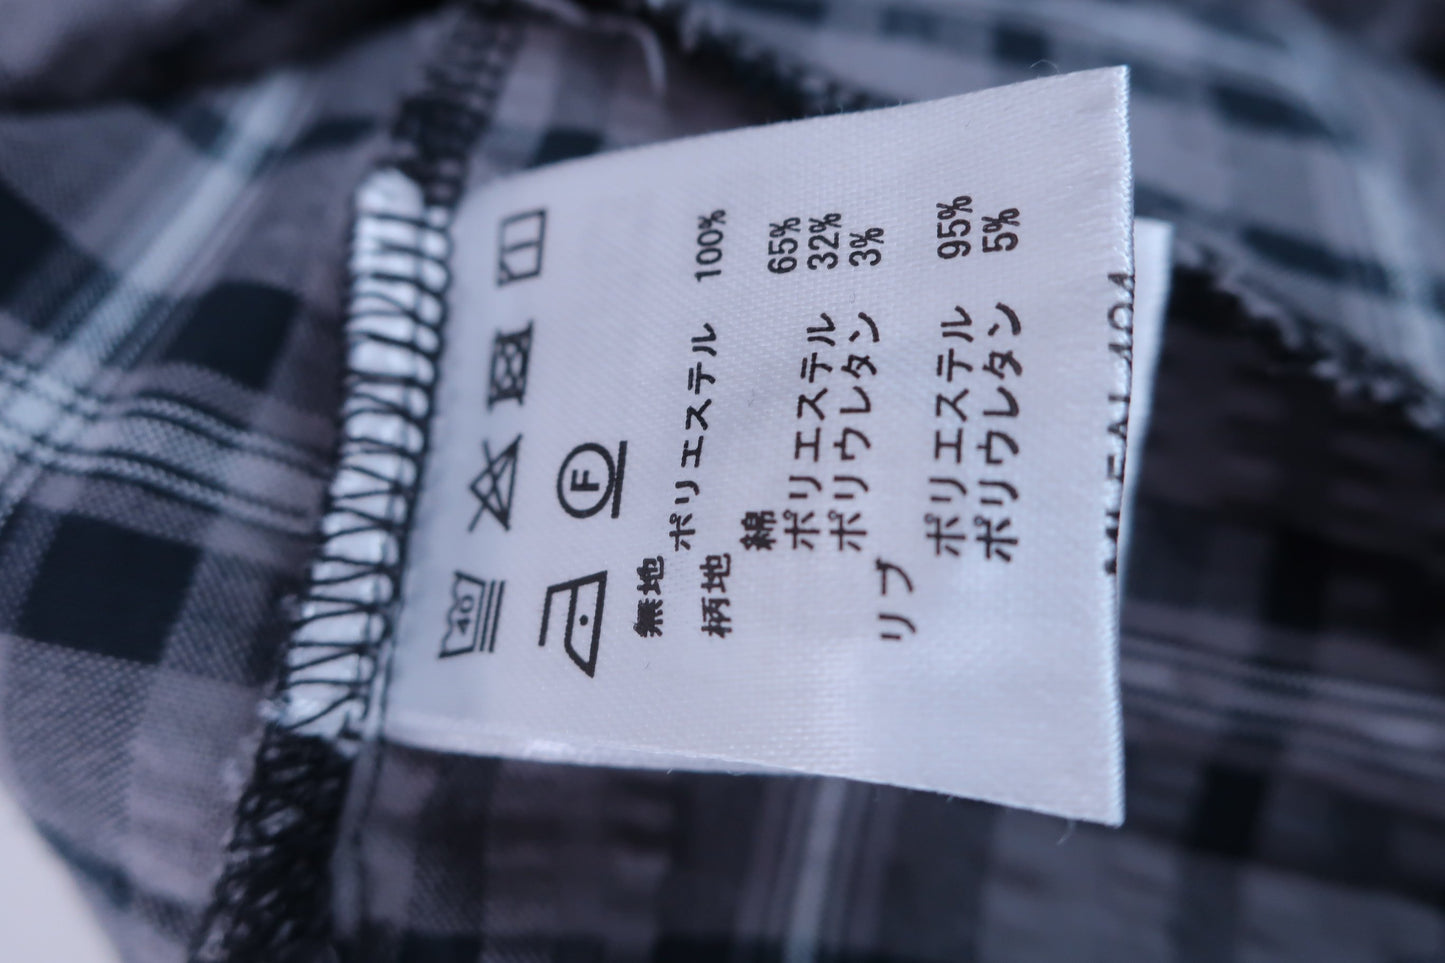 40
F
無地
ポリエステル 100%
柄地
綿 65%
ポリエステル 32%
ポリウレタン 3%
リブ
ポリエステル 95%
ポリウレタン 5%